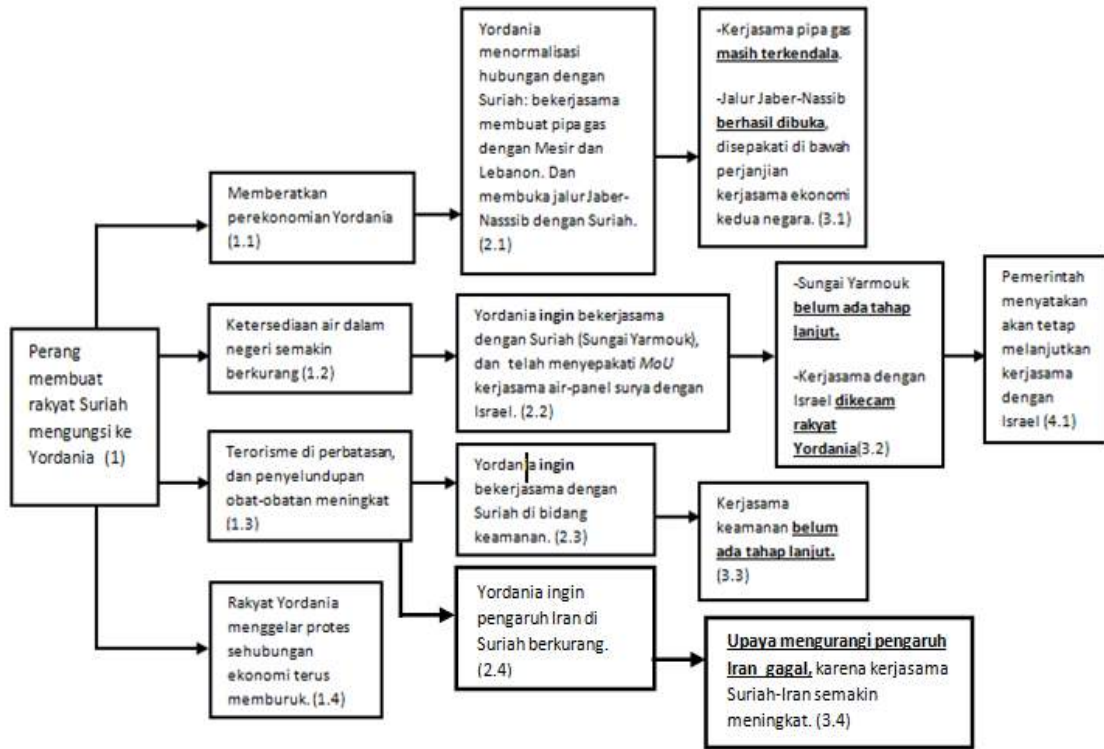 Perang
membuat
rakyat Suriah
mengungsi ke
Yordania (1)
Memberatkan
perekonomian Yordania
(1.1)
Yordania
menormalisasi
hubungan dengan
Suriah: bekerjasama
membuat pipa gas
dengan Mesir dan
Lebanon. Dan
membuka jalur Jaber-
Nasssib dengan Suriah.
(2.1)
-Kerjasama pipa gas
masih terkendala.
-Jalur Jaber-Nassib
berhasil dibuka,
disepakati di bawah
perjanjian
kerjasama ekonomi
kedua negara. (3.1)
Ketersediaan air dalam
negeri semakin
berkurang (1.2)
Yordania ingin bekerjasama
dengan Suriah (Sungai Yarmouk),
dan telah menyepakati MoU
kerjasama air-panel surya dengan
Israel. (2.2)
-Sungai Yarmouk
belum ada tahap
lanjut.
-Kerjasama dengan
Israel dikecam
rakyat
Yordania(3.2)
Pemerintah
menyatakan
akan tetap
melanjutkan
kerjasama
dengan
Israel (4.1)
Terorisme di perbatasan,
dan penyelundupan
obat-obatan meningkat
(1.3)
Yordania ingin
bekerjasama dengan
Suriah di bidang
keamanan. (2.3)
Kerjasama
keamanan belum
ada tahap lanjut.
(3.3)
Yordania ingin
pengaruh Iran di
Suriah berkurang.
(2.4)
Upaya mengurangi pengaruh
Iran gagal, karena kerjasama
Suriah-Iran semakin
meningkat. (3.4)
Rakyat Yordania
menggelar protes
sehubungan
ekonomi terus
memburuk. (1.4)